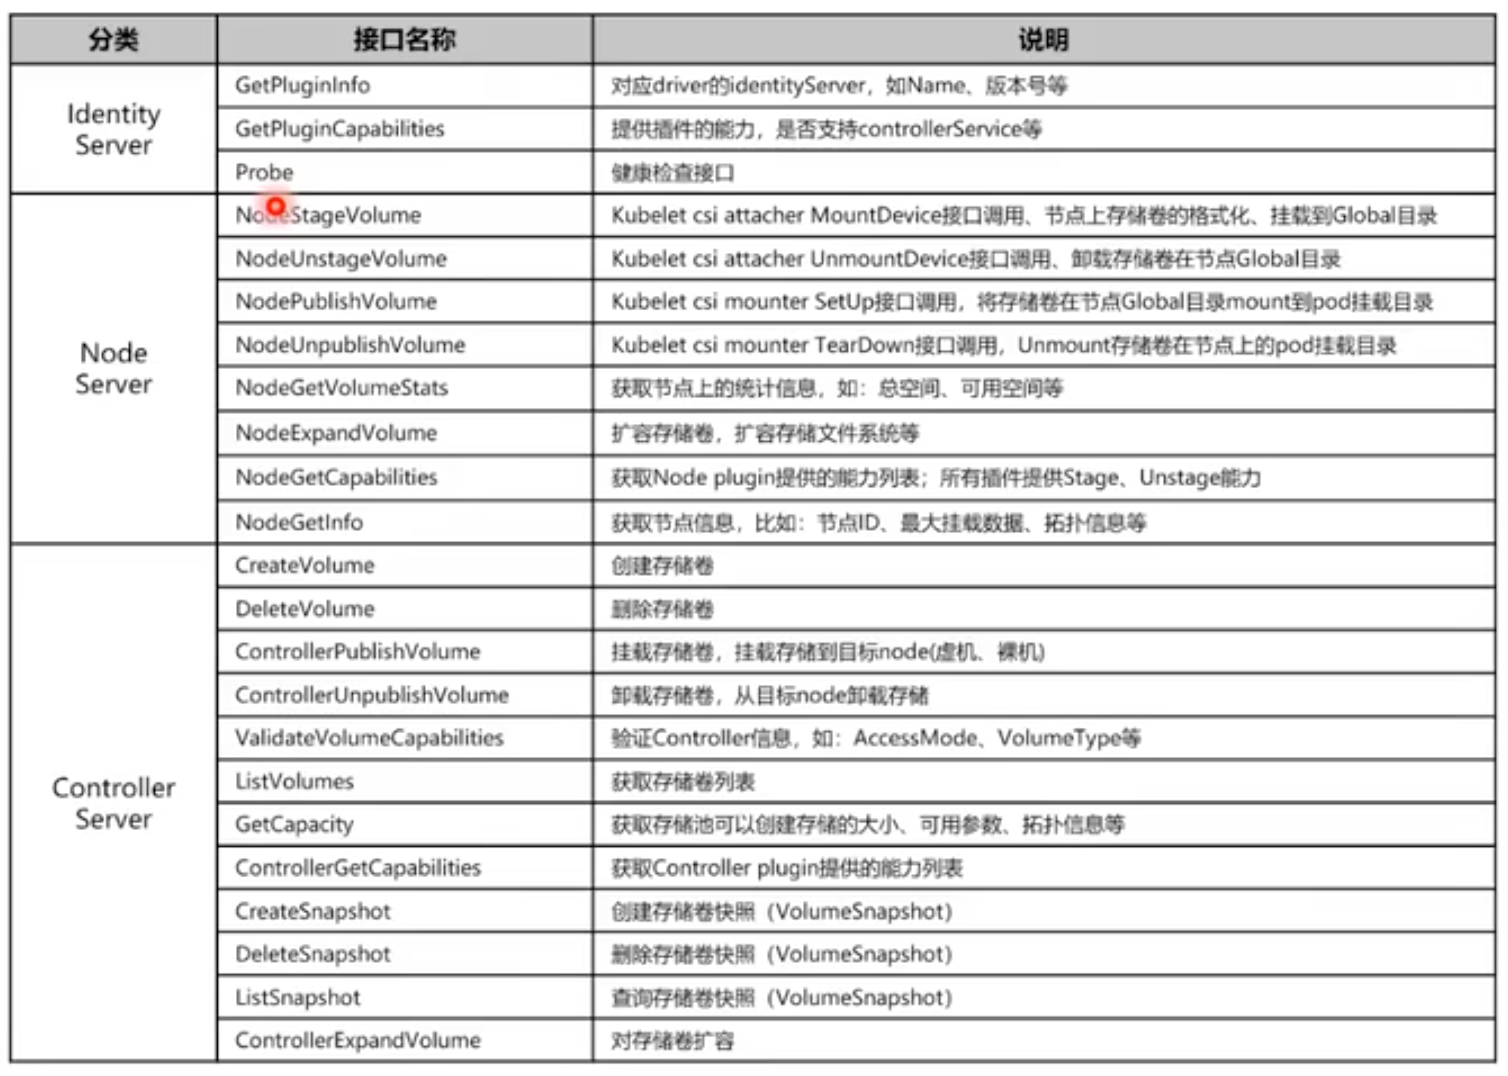 分类 接口名称 说明
Identity Server
GetPluginInfo 对应driver的identityServer，如Name、版本号等
GetPluginCapabilities 提供插件的能力，是否支持controllerService等
Probe 健康检查接口
Node Server
NodeStageVolume Kubelet csi attacher MountDevice接口调用、节点上存储卷的格式化、挂载到Global目录
NodeUnstageVolume Kubelet csi attacher UnmountDevice接口调用、卸载存储卷在节点Global目录
NodePublishVolume Kubelet csi mounter SetUp接口调用，将存储卷在节点Global目录mount到pod挂载目录
NodeUnpublishVolume Kubelet csi mounter TearDown接口调用，Unmount存储卷在节点上的pod挂载目录
NodeGetVolumeStats 获取节点上的统计信息，如：总空间、可用空间等
NodeExpandVolume 扩容存储卷，扩容存储文件系统等
NodeGetCapabilities 获取Node plugin提供的能力列表；所有插件提供Stage、Unstage能力
NodeGetInfo 获取节点信息，比如：节点ID、最大挂载数据、拓扑信息等
Controller Server
CreateVolume 创建存储卷
DeleteVolume 删除存储卷
ControllerPublishVolume 挂载存储卷，挂载存储到目标node(虚机、裸机)
ControllerUnpublishVolume 卸载存储卷，从目标node卸载存储
ValidateVolumeCapabilities 验证Controller信息，如：AccessMode、VolumeType等
ListVolumes 获取存储卷列表
GetCapacity 获取存储池可以创建存储的大小、可用参数、拓扑信息等
ControllerGetCapabilities 获取Controller plugin提供的能力列表
CreateSnapshot 创建存储卷快照（VolumeSnapshot）
DeleteSnapshot 删除存储卷快照（VolumeSnapshot）
ListSnapshot 查询存储卷快照（VolumeSnapshot）
ControllerExpandVolume 对存储卷扩容